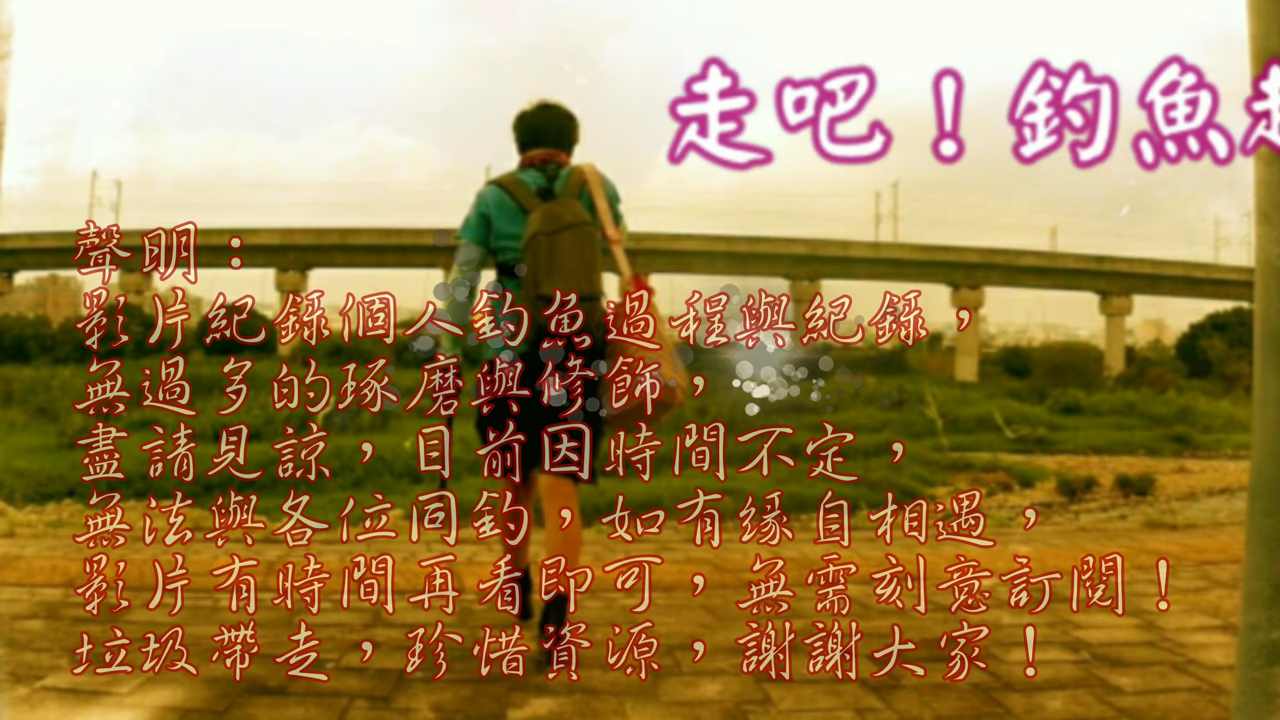 走吧！釣魚
聲明：
影片紀錄個人釣魚過程與紀錄，
無過多的琢磨與修飾，
盡請見諒，目前因時間不定，
無法與各位同釣，如有緣自相遇，
影片有時間再看即可，無需刻意訂閱！
垃圾帶走，珍惜資源，謝謝大家！